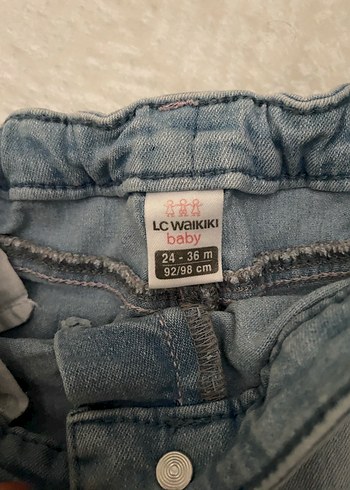 LC WAIKIKI
baby
24 - 36 m
92/98 cm